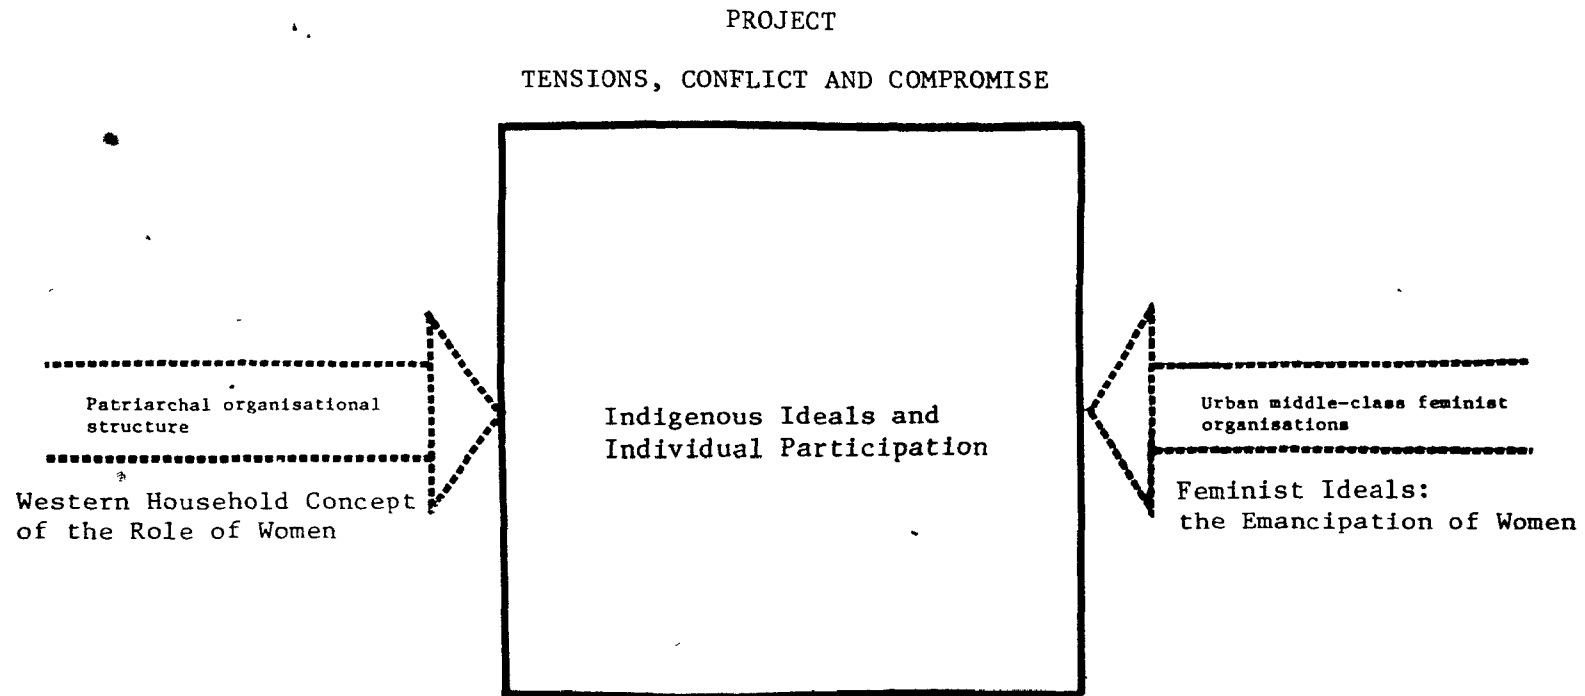 PROJECT
TENSIONS, CONFLICT AND COMPROMISE
Patriarchal organisational
structure
Western Household Concept
of the Role of Women
Indigenous Ideals and
Individual Participation
Urban middle-class feminist
organisations
Feminist Ideals:
the Emancipation of Women